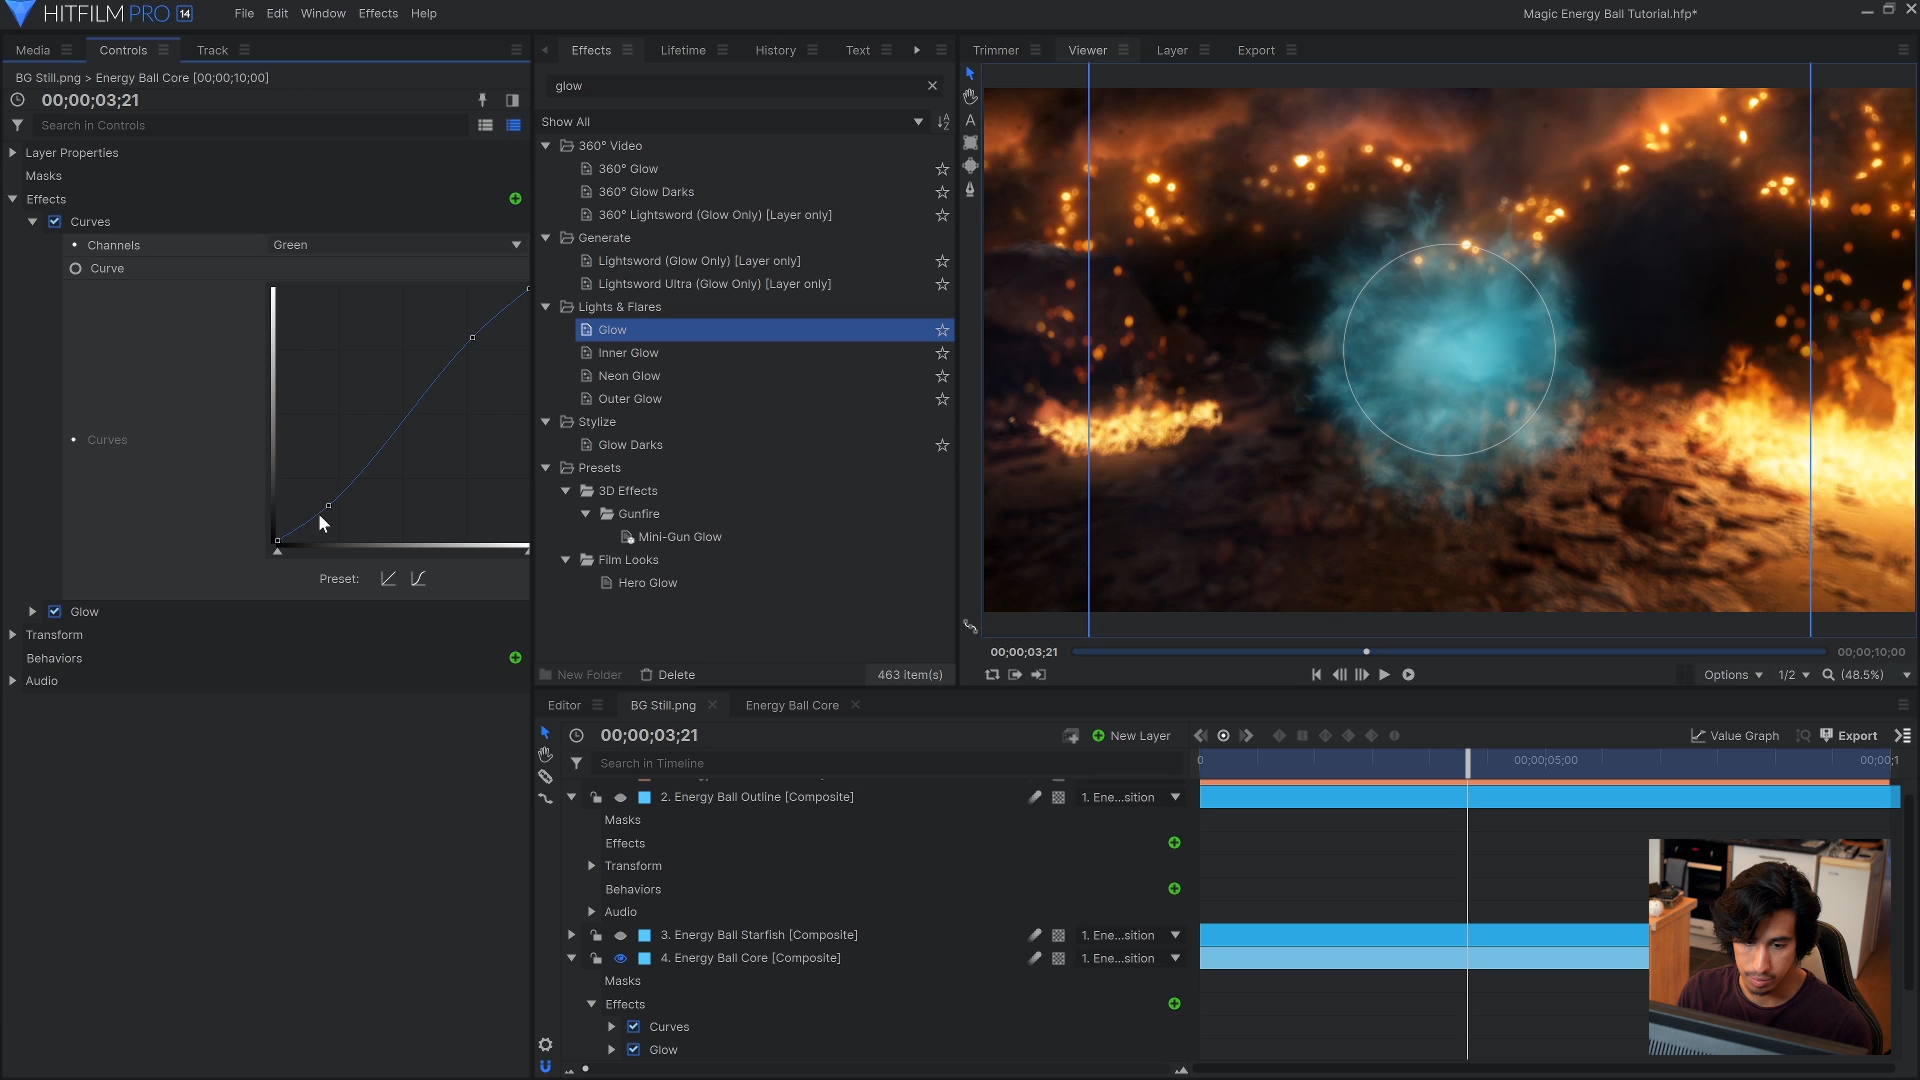 HITFILM PRO 14
File Edit Window Effects Help
Magic Energy Ball Tutorial.hfp*
Media Controls Track
BG Still.png > Energy Ball Core [00;00;10;00]
00;00;03;21
Search in Controls
Layer Properties
Masks
Effects
Curves
Channels Green
Curve
Curves
Preset:
Glow
Transform
Behaviors
Audio
Effects Lifetime History Text
glow
Show All
360° Video
360° Glow
360° Glow Darks
360° Lightsword (Glow Only) [Layer only]
Generate
Lightsword (Glow Only) [Layer only]
Lightsword Ultra (Glow Only) [Layer only]
Lights & Flares
Glow
Inner Glow
Neon Glow
Outer Glow
Stylize
Glow Darks
Presets
3D Effects
Gunfire
Mini-Gun Glow
Film Looks
Hero Glow
New Folder Delete 463 item(s)
Trimmer Viewer Layer Export
A
00;00;03;21 00;00;10;00
Options 1/2 (48.5%)
Editor BG Still.png Energy Ball Core
00;00;03;21 New Layer Value Graph Export
Search in Timeline
0 00;00;05;00 00;00;1
2. Energy Ball Outline [Composite] 1. Ene...sition
Masks
Effects
Transform
Behaviors
Audio
3. Energy Ball Starfish [Composite] 1. Ene...sition
4. Energy Ball Core [Composite] 1. Ene...sition
Masks
Effects
Curves
Glow